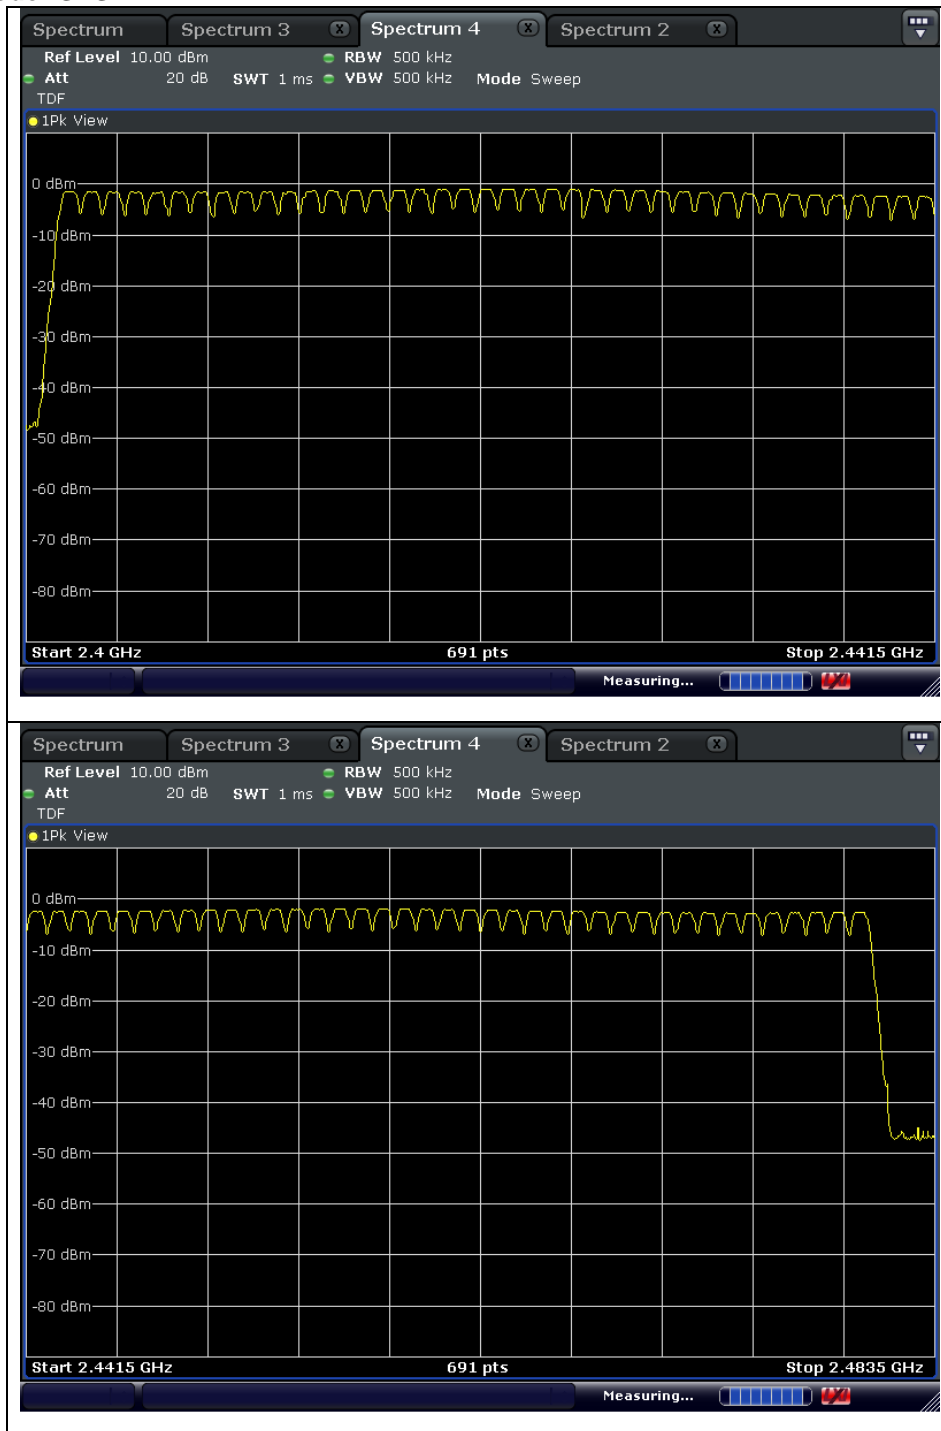 Spectrum Spectrum 3 X Spectrum 4 X Spectrum 2 X
Ref Level 10.00 dBm RBW 500 kHz
Att 20 dB SWT 1 ms VBW 500 kHz Mode Sweep
TDF
1Pk View
0 dBm
-10 dBm
-20 dBm
-30 dBm
-40 dBm
-50 dBm
-60 dBm
-70 dBm
-80 dBm
Start 2.4 GHz 691 pts Stop 2.4415 GHz
Measuring...
Spectrum Spectrum 3 X Spectrum 4 X Spectrum 2 X
Ref Level 10.00 dBm RBW 500 kHz
Att 20 dB SWT 1 ms VBW 500 kHz Mode Sweep
TDF
1Pk View
0 dBm
-10 dBm
-20 dBm
-30 dBm
-40 dBm
-50 dBm
-60 dBm
-70 dBm
-80 dBm
Start 2.4415 GHz 691 pts Stop 2.4835 GHz
Measuring...